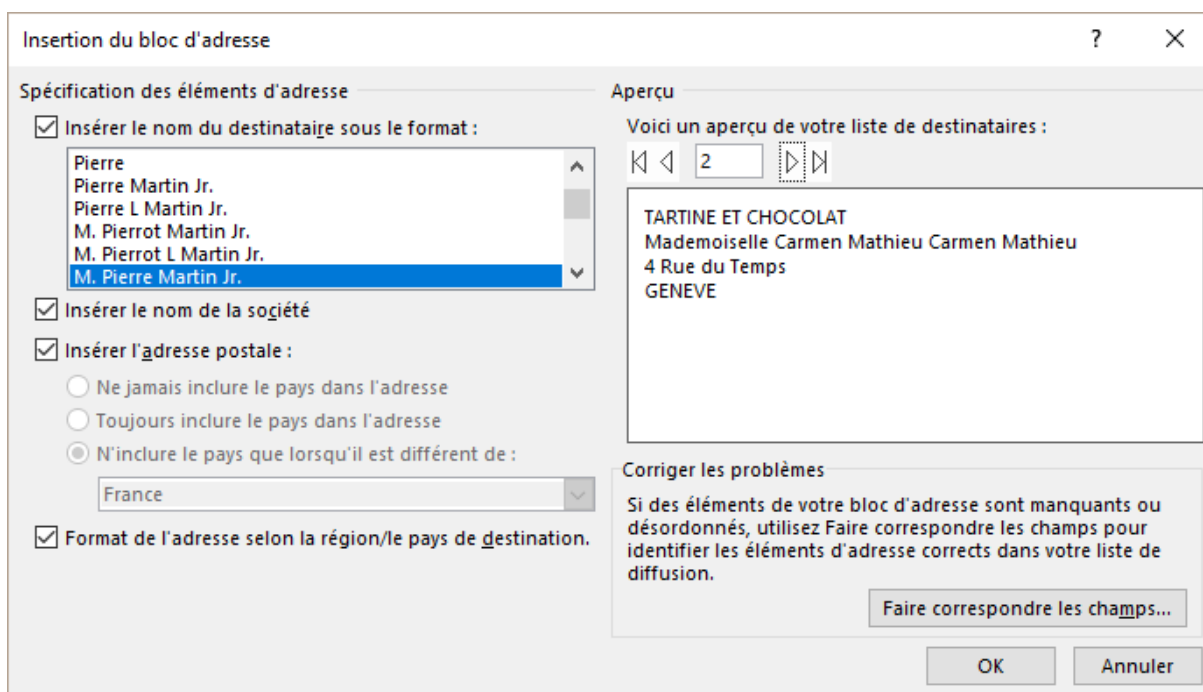 Insertion du bloc d'adresse
?
Spécification des éléments d'adresse
Insérer le nom du destinataire sous le format :
Pierre
Pierre Martin Jr.
Pierre L Martin Jr.
M. Pierrot Martin Jr.
M. Pierrot L Martin Jr.
M. Pierre Martin Jr.
Insérer le nom de la société
Insérer l'adresse postale :
Ne jamais inclure le pays dans l'adresse
Toujours inclure le pays dans l'adresse
N'inclure le pays que lorsqu'il est différent de :
France
Format de l'adresse selon la région/le pays de destination.
Aperçu
Voici un aperçu de votre liste de destinataires :
2
TARTINE ET CHOCOLAT
Mademoiselle Carmen Mathieu Carmen Mathieu
4 Rue du Temps
GENEVE
Corriger les problèmes
Si des éléments de votre bloc d'adresse sont manquants ou
désordonnés, utilisez Faire correspondre les champs pour
identifier les éléments d'adresse corrects dans votre liste de
diffusion.
Faire correspondre les champs...
OK
Annuler